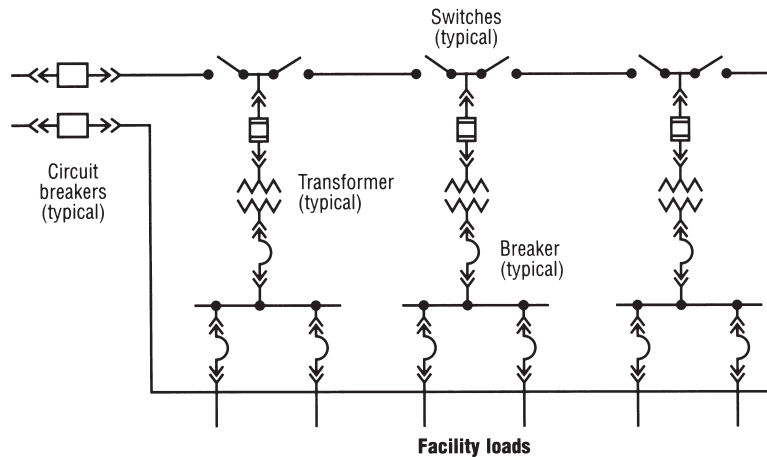 Switches
(typical)
Circuit
breakers
(typical)
Transformer
(typical)
Breaker
(typical)
Facility loads